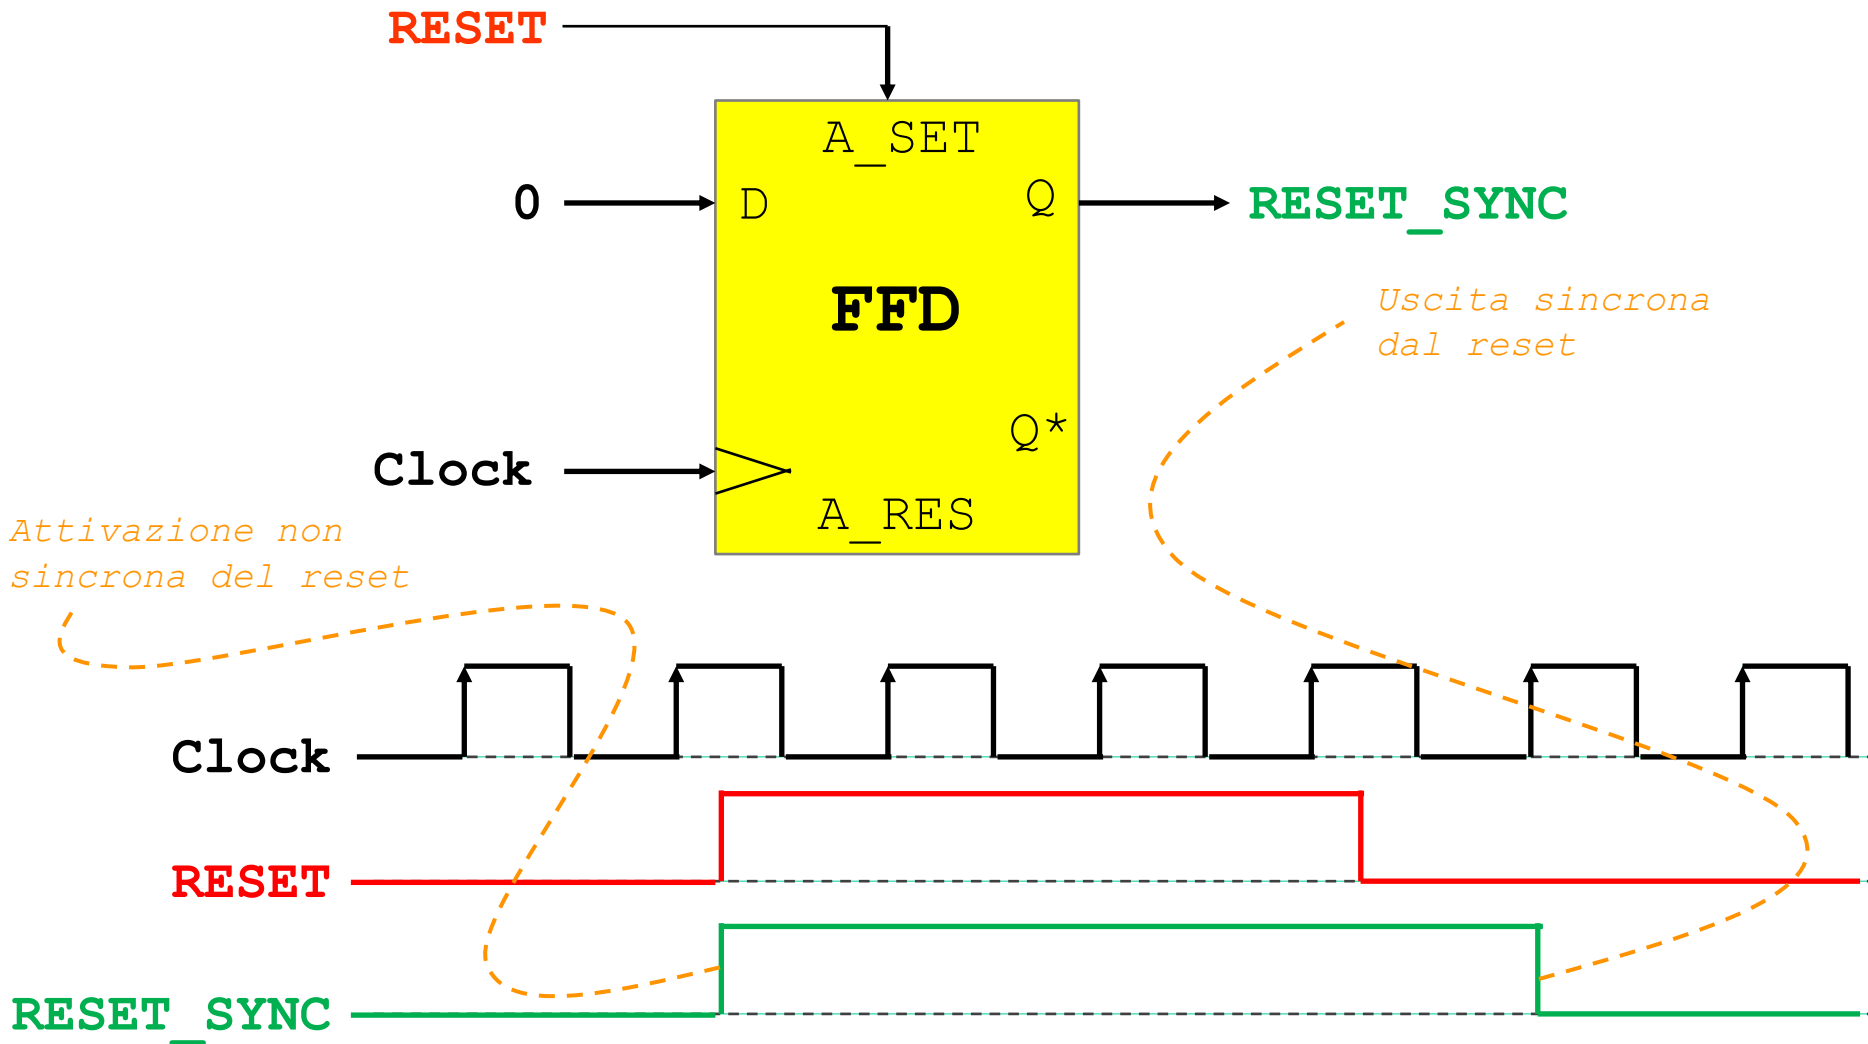 RESET
A_SET
0
D
Q
RESET_SYNC
FFD
Uscita sincrona
dal reset
Q*
Clock
A_RES
Attivazione non
sincrona del reset
Clock
RESET
RESET_SYNC